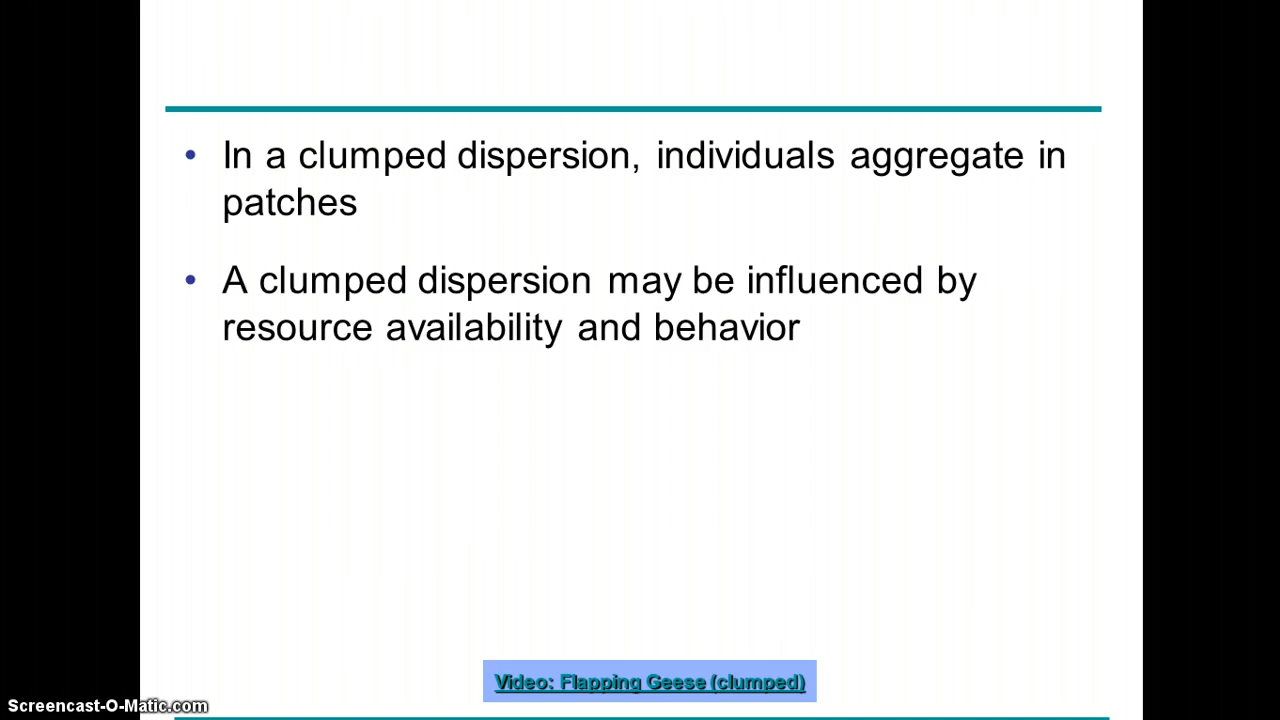 • In a clumped dispersion, individuals aggregate in
patches
• A clumped dispersion may be influenced by
resource availability and behavior
Video: Flapping Geese (clumped)
Screencast-O-Matic.com